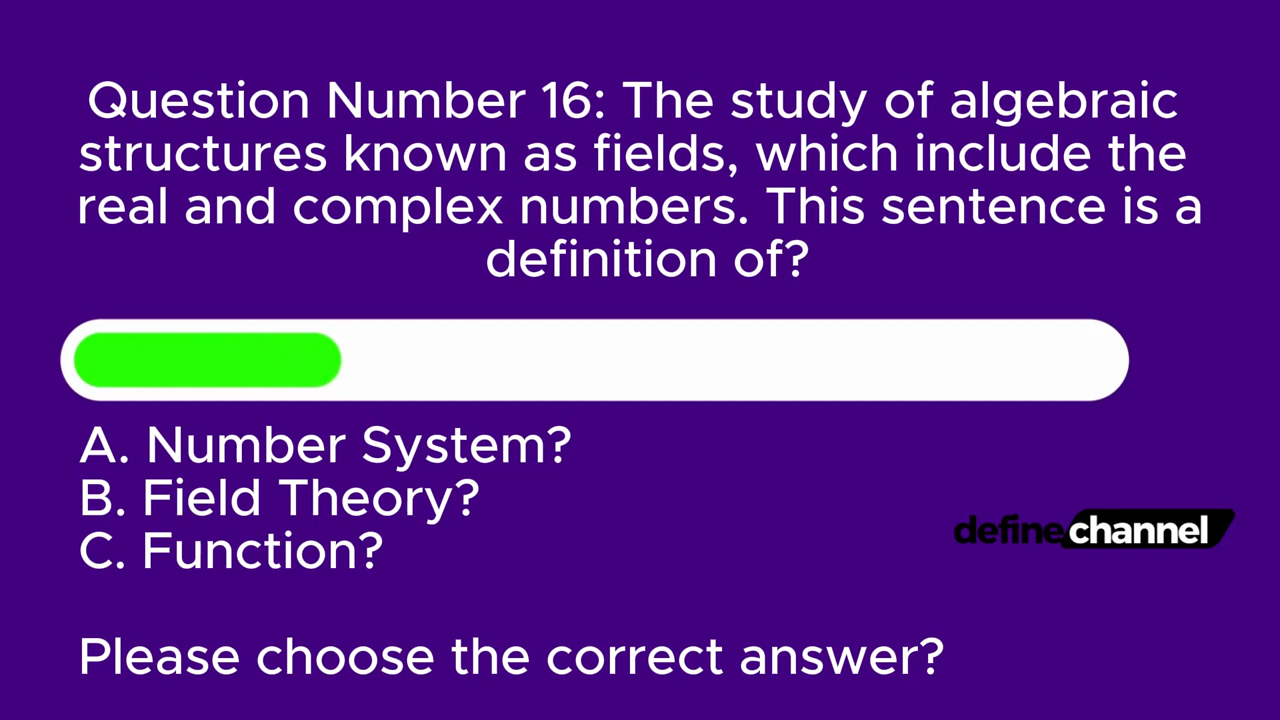 Question Number 16: The study of algebraic
structures known as fields, which include the
real and complex numbers. This sentence is a
definition of?
A. Number System?
B. Field Theory?
C. Function?
definechannel
Please choose the correct answer?